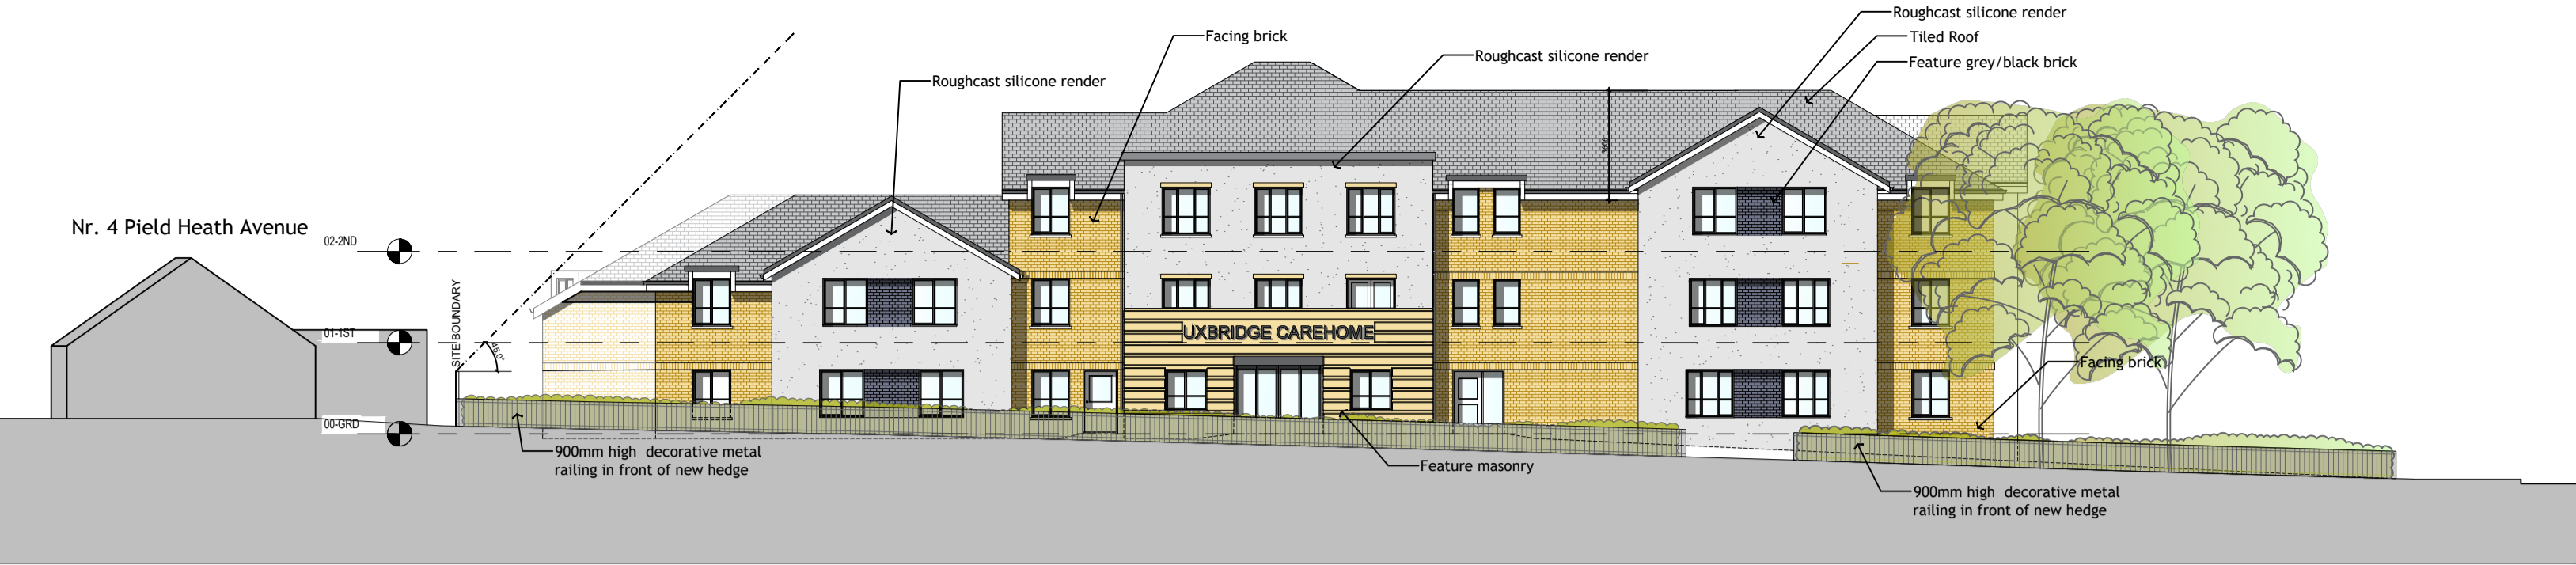 Roughcast silicone render
Tiled Roof
Feature grey/black brick
Facing brick
Roughcast silicone render
Roughcast silicone render
Nr. 4 Pield Heath Avenue
02-2ND
01-1ST
SITE BOUNDARY
45.0°
UXBRIDGE CAREHOME
Facing brick
00-GRD
900mm high decorative metal
railing in front of new hedge
Feature masonry
900mm high decorative metal
railing in front of new hedge